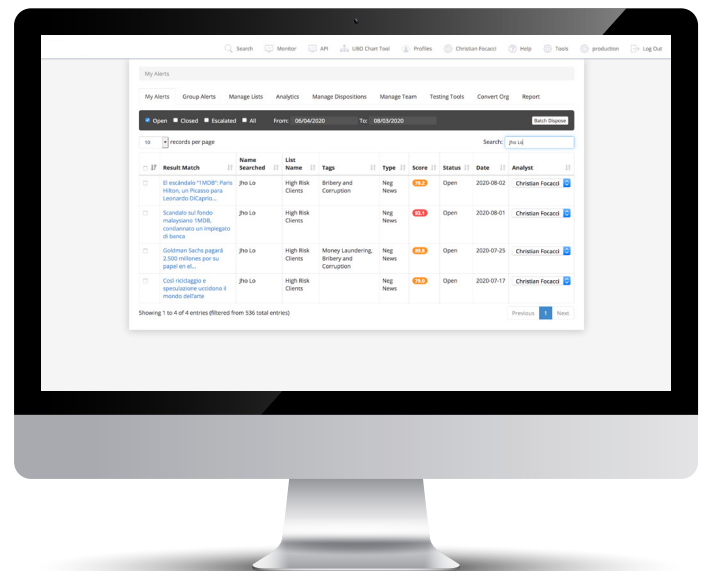 Search Monitor API UBO Chart Tool Profiles Christian Focacci Help Tools production Log Out
My Alerts
My Alerts Group Alerts Manage Lists Analytics Manage Dispositions Manage Team Testing Tools Convert Org Report
Open Closed Escalated All From: 06/04/2020 To: 08/03/2020 Batch Dispose
10 records per page Search: Jho Lo
Name List
Result Match Searched Name Tags Type Score Status Date Analyst
El escándalo "1MDB": Paris Jho Lo High Risk Bribery and Neg 79.2 Open 2020-08-02 Christian Focacci
Hilton, un Picasso para Clients Corruption News
Leonardo DiCaprio...
Scandalo sul fondo Jho Lo High Risk Neg 93.1 Open 2020-08-01 Christian Focacci
malaysiano 1MDB, Clients News
condannato un impiegato
di banca
Goldman Sachs pagará Jho Lo High Risk Money Laundering, Neg Open 2020-07-25 Christian Focacci
2.500 millones por su Clients Bribery and News
papel en el... Corruption
Così riciclaggio e Jho Lo High Risk Neg 79.0 Open 2020-07-17 Christian Focacci
speculazione uccidono il Clients News
mondo dell'arte
Showing 1 to 4 of 4 entries (filtered from 536 total entries) Previous 1 Next